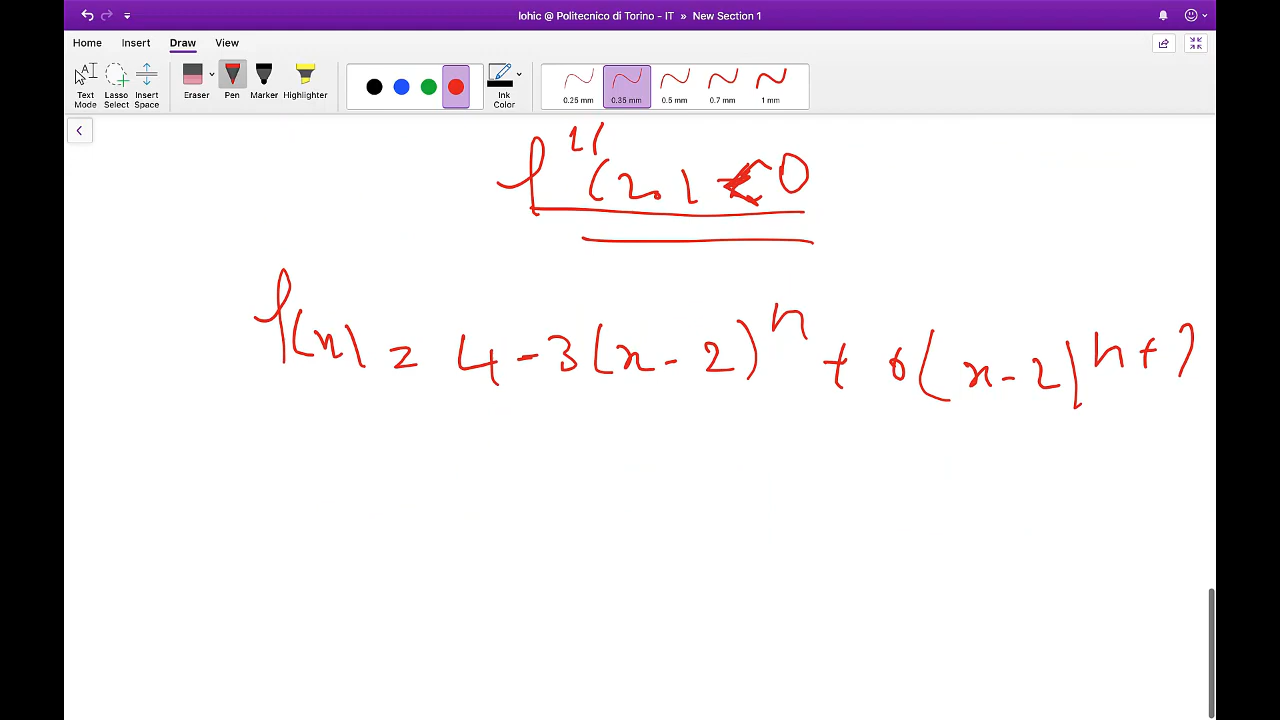 lohic @ Politecnico di Torino - IT » New Section 1
Home Insert Draw View
Text Mode Lasso Select Insert Space Eraser Pen Marker Highlighter Ink Color 0.25 mm 0.35 mm 0.5 mm 0.7 mm 1 mm
f''( ) < 0
f(x) = 4 - 3(x - 2)^n + o(x - 2)^n + ?